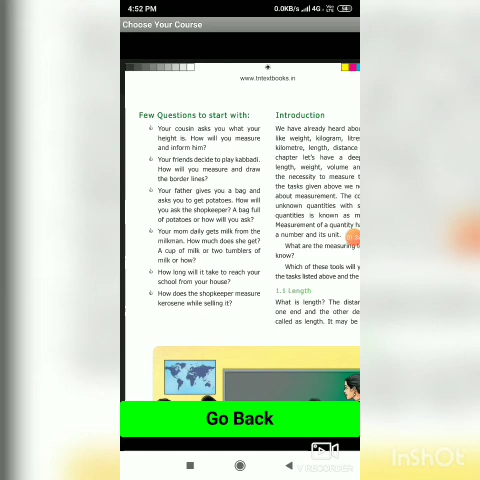 4:52 PM
0.0KB/s 4G Vo LTE 54
Choose Your Course
www.tntextbooks.in
Few Questions to start with:
Your cousin asks you what your
height is. How will you measure
and inform him?
Your friends decide to play kabbadi.
How will you measure and draw
the border lines?
Your father gives you a bag and
asks you to get potatoes. How will
you ask the shopkeeper? A bag full
of potatoes or how will you ask?
Your mom daily gets milk from the
milkman. How much does she get?
A cup of milk or two tumblers of
milk or how?
How long will it take to reach your
school from your house?
How does the shopkeeper measure
kerosene while selling it?
Introduction
We have already heard abou
like weight, kilogram, litres
kilometre, length, distance
chapter let's have a deep
length, weight, volume an
the necessity to measure t
the tasks given above we n
about measurement. The co
unknown quantities with s
quantities is known as m
Measurement of a quantity ha
a number and its unit.
What are the measuring to
know?
Which of these tools will y
the tasks listed above and the
1.1 Length
What is length? The distan
one end and the other de
called as length. It may be
Go Back
V RECORDER
InShOt